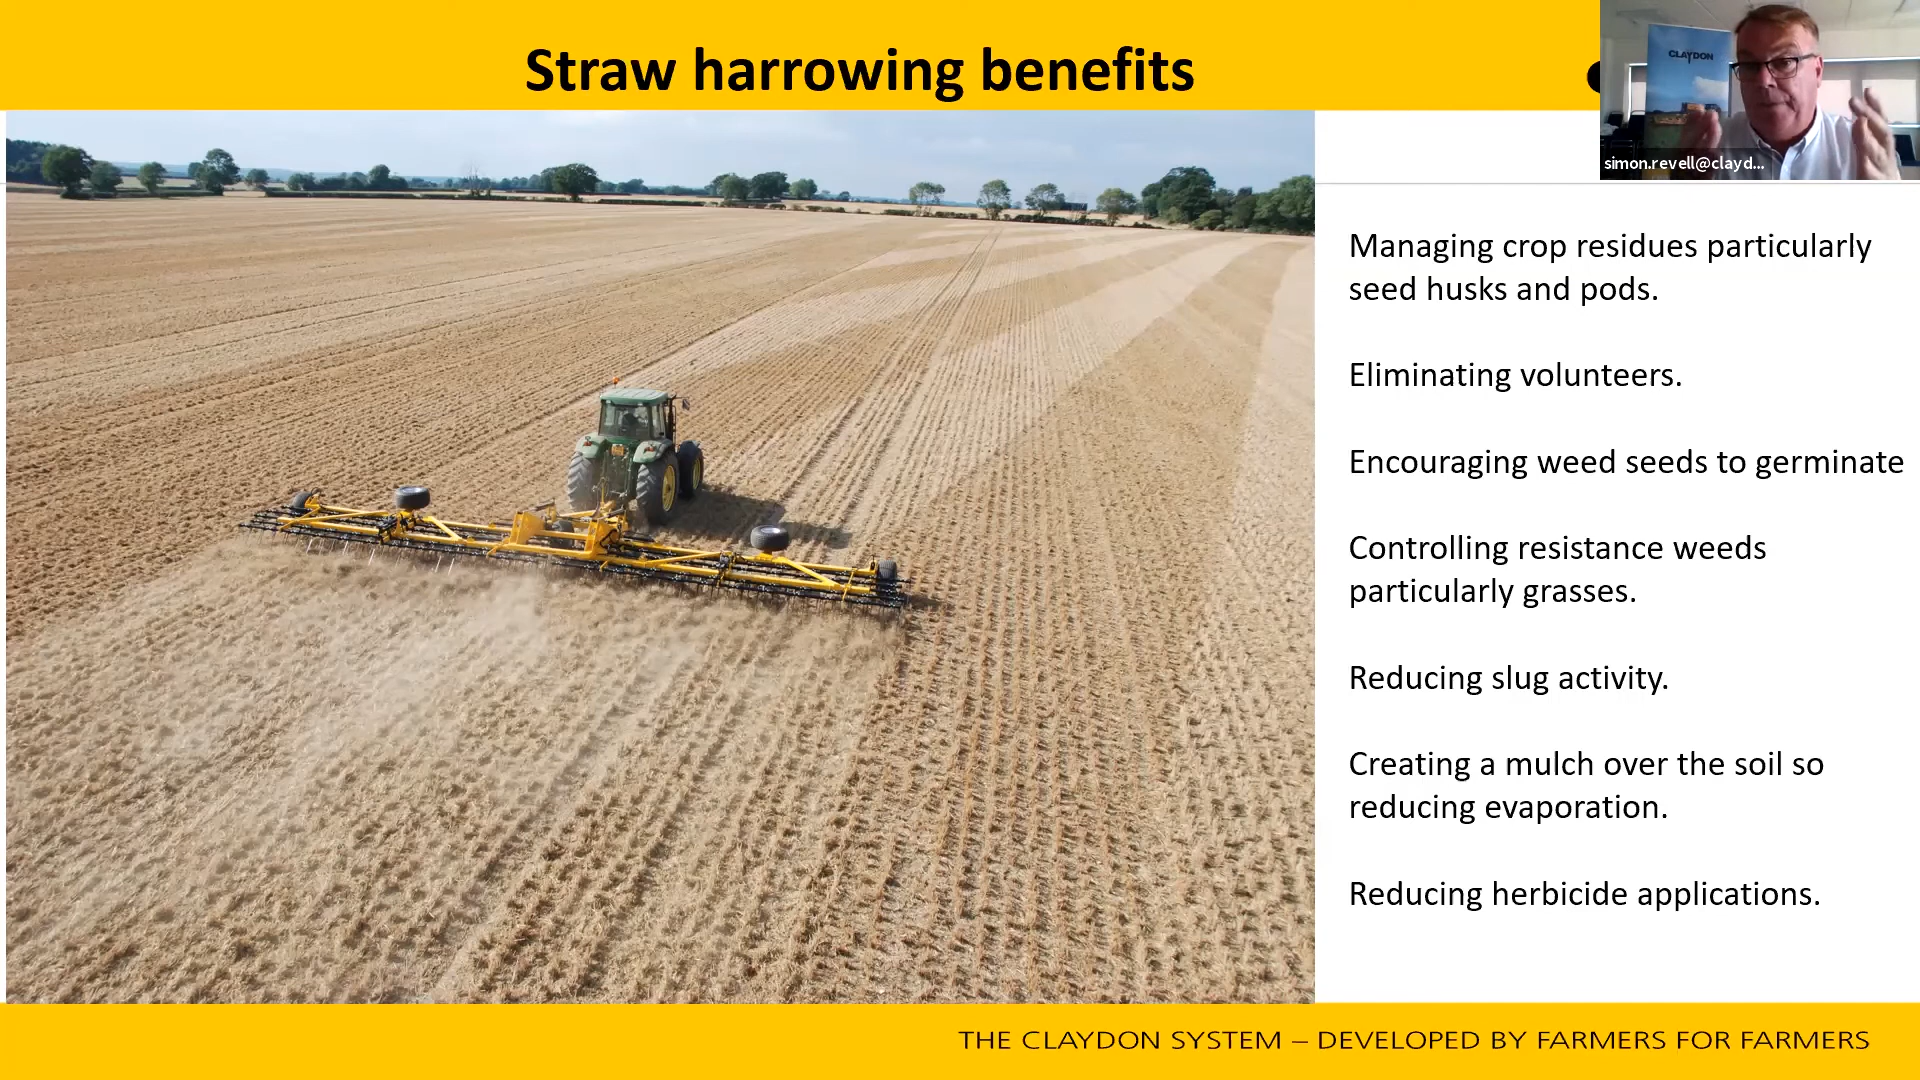 Straw harrowing benefits
CLAYDON
simon.revell@clayd...
Managing crop residues particularly
seed husks and pods.
Eliminating volunteers.
Encouraging weed seeds to germinate
Controlling resistance weeds
particularly grasses.
Reducing slug activity.
Creating a mulch over the soil so
reducing evaporation.
Reducing herbicide applications.
THE CLAYDON SYSTEM – DEVELOPED BY FARMERS FOR FARMERS